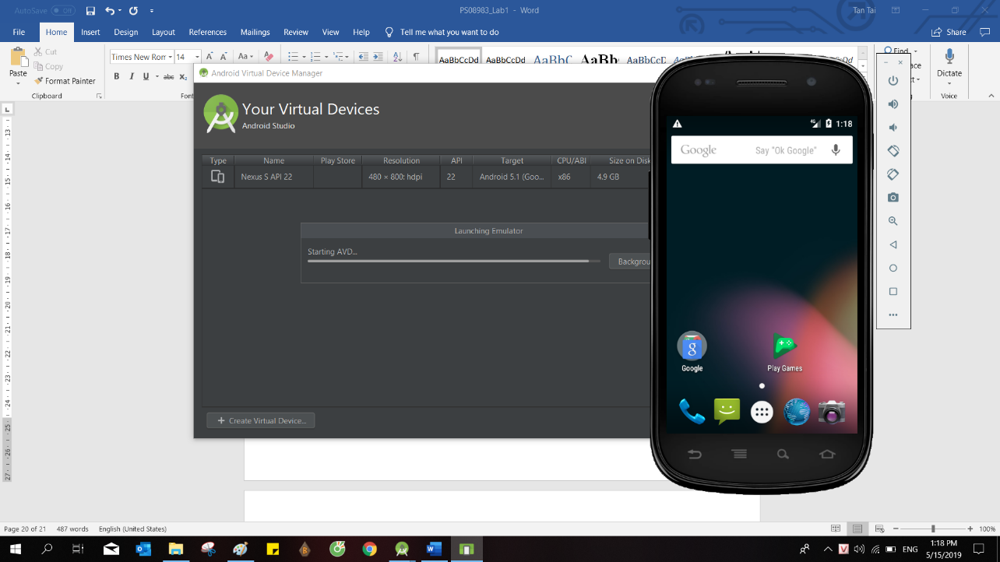 AutoSave Off
PS08983_Lab1 - Word
Tan Tai
File Home Insert Design Layout References Mailings Review View Help Tell me what you want to do
Share
Paste
Cut
Copy
Format Painter
Clipboard
Times New Rom 14
B I U abc x₂
Font
AaBbCcDd AaBbCcDd
Find
Dictate
Voice
Android Virtual Device Manager
Your Virtual Devices
Android Studio
Type Name Play Store Resolution API Target CPU/ABI Size on Disk
Nexus S API 22 480 × 800: hdpi 22 Android 5.1 (Goo... x86 4.9 GB
Launching Emulator
Starting AVD...
+ Create Virtual Device...
4G 1:18
Google Say "Ok Google"
Google
Play Games
Page 20 of 21 487 words English (United States)
100%
ENG
1:18 PM
5/15/2019